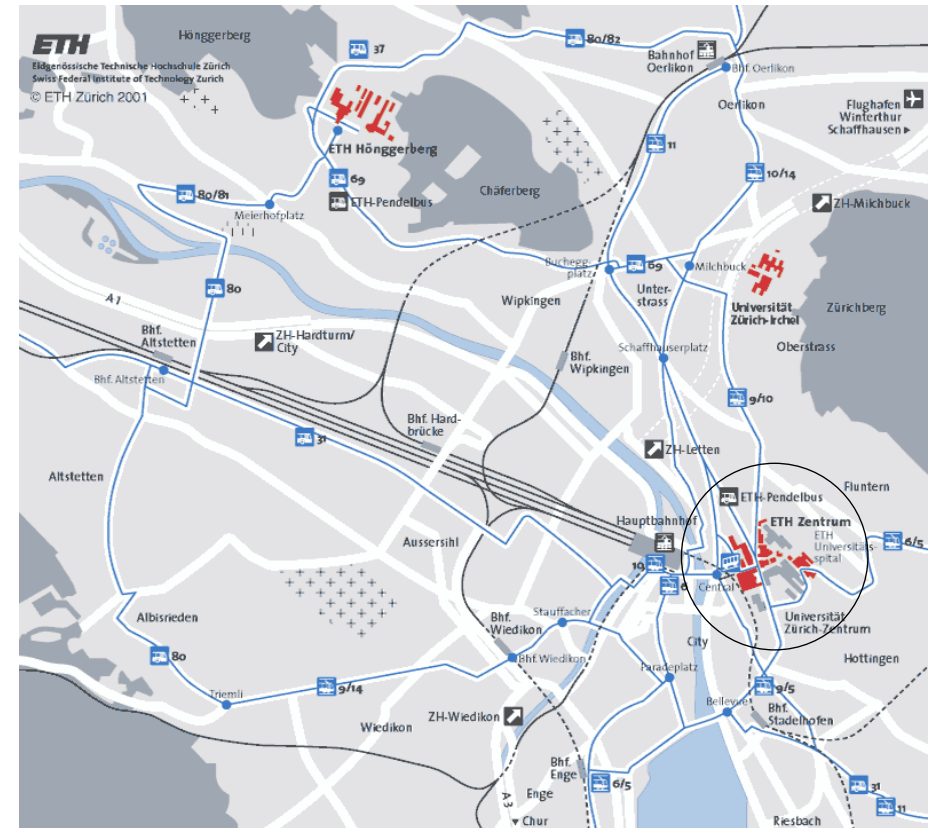 ETH
Eidgenössische Technische Hochschule Zürich
Swiss Federal Institute of Technology Zurich
© ETH Zürich 2001
Hönggerberg
37
80/82
Bahnhof
Oerlikon
Bhf. Oerlikon
Oerlikon
Flughafen
Winterthur
Schaffhausen
ETH Hönggerberg
11
10/14
69
ETH-Pendelbus
Chäferberg
80/81
Meierhofplatz
ZH-Milchbuck
Bucheggplatz
69
Milchbuck
80
A1
Wipkingen
Unter-
strass
Universität
Zürich-Irchel
Zürichberg
Oberstrass
Bhf.
Altstetten
ZH-Hardturm/
City
Schaffhauserplatz
Bhf.
Wipkingen
Bhf. Altstetten
9/10
31
Bhf. Hard-
brücke
ZH-Letten
Altstetten
Fluntern
ETH-Pendelbus
Hauptbahnhof
ETH Zentrum
ETH
Universitäts-
spital
6/5
Aussersihl
10
6
Central
Albisrieden
Stauffacher
Bhf.
Wiedikon
City
Universität
Zürich-Zentrum
80
Bhf. Wiedikon
Paradeplatz
Hottingen
Triemli
9/14
9/5
Bellevue
Bhf.
Stadelhofen
Wiedikon
ZH-Wiedikon
Bhf.
Enge
6/5
31
A3
Enge
11
Chur
Riesbach